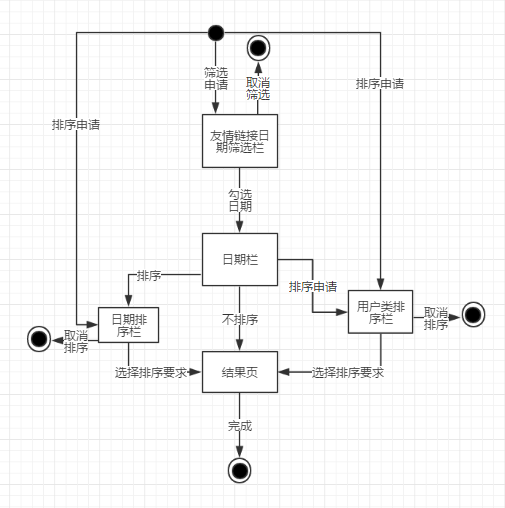 筛选
申请
取消
筛选
排序申请
排序申请
友情链接日
期筛选栏
勾选
日期
日期栏
排序
排序申请
日期排
序栏
不排序
用户类排
序栏
取消
排序
取消
排序
选择排序要求
结果页
选择排序要求
完成